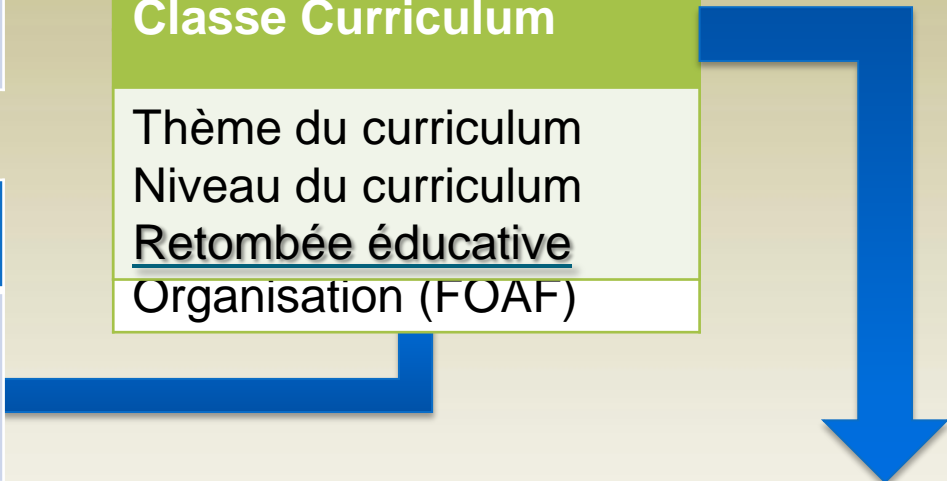 Classe Curriculum
Thème du curriculum
Niveau du curriculum
Retombée éducative
Organisation (FOAF)